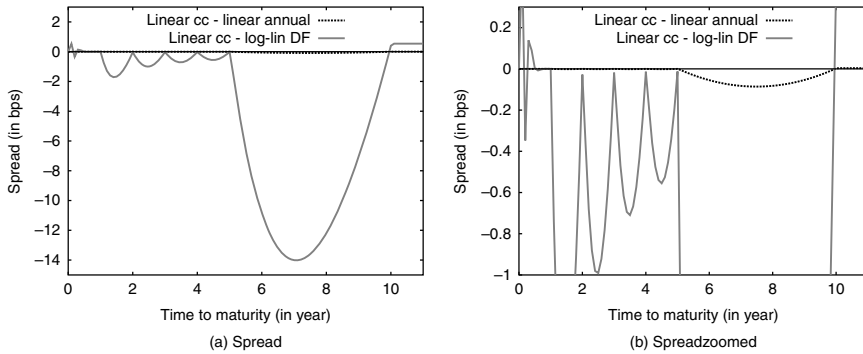 Linear cc - linear annual
Linear cc - log-lin DF
2
0
−2
−4
−6
−8
−10
−12
−14
Spread (in bps)
0 2 4 6 8 10
Time to maturity (in year)
(a) Spread
Linear cc - linear annual
Linear cc - log-lin DF
0.2
0
−0.2
−0.4
−0.6
−0.8
−1
Spread (in bps)
0 2 4 6 8 10
Time to maturity (in year)
(b) Spreadzoomed